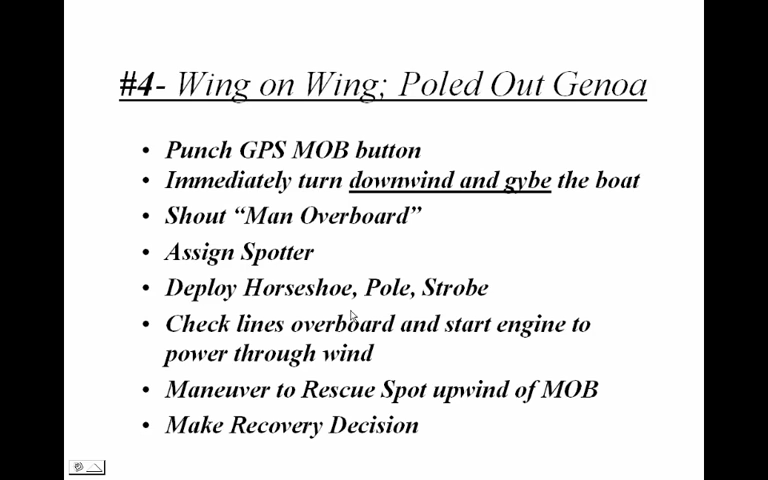 #4- Wing on Wing; Poled Out Genoa
• Punch GPS MOB button
• Immediately turn downwind and gybe the boat
• Shout “Man Overboard”
• Assign Spotter
• Deploy Horseshoe, Pole, Strobe
• Check lines overboard and start engine to
power through wind
• Maneuver to Rescue Spot upwind of MOB
• Make Recovery Decision